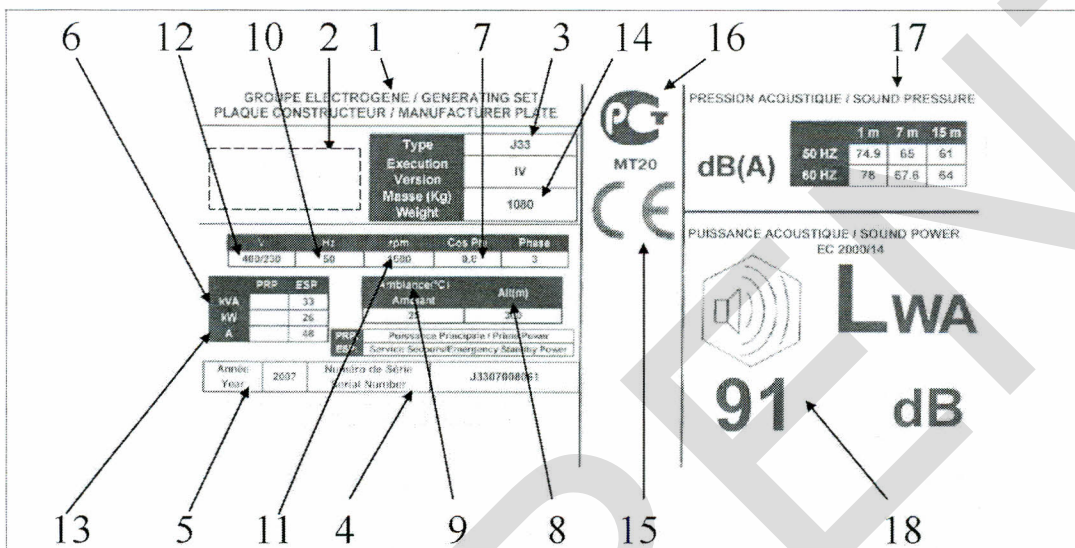 6 12 10 2 1 3 7 14 16 17
GROUPE ELECTROGENE / GENERATING SET
PLAQUE CONSTRUCTEUR / MANUFACTURER PLATE
Type J33
Execution Version IV
Masse (Kg) Weight 1080
V Hz rpm Cos Phi Phase
400/230 50 1500 0.8 3
PRP ESP
kVA 33
kW 26
A 48
Ambiance(°C) Ambiant Alt(m)
25
PRP Puissance Principale / Prime Power
ESP Service Secours/Emergency Standby Power
Année Year 2007 Numéro de Série Serial Number J3307008061
РСТ
MT20
CE
PRESSION ACOUSTIQUE / SOUND PRESSURE
dB(A)
1 m 7 m 15 m
50 HZ 74.9 65 61
60 HZ 78 67.6 64
PUISSANCE ACOUSTIQUE / SOUND POWER
EC 2000/14
LWA
91 dB
13 5 11 4 9 8 15 18